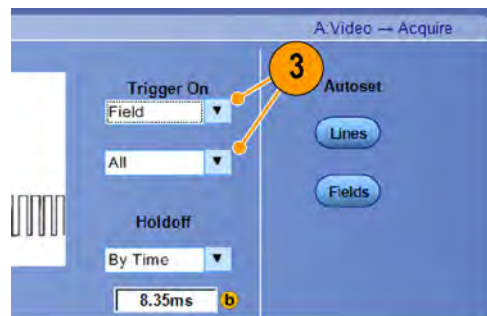 A:Video → Acquire
3
Trigger On
Autoset
Field
Lines
All
Fields
Holdoff
By Time
8.35ms
b